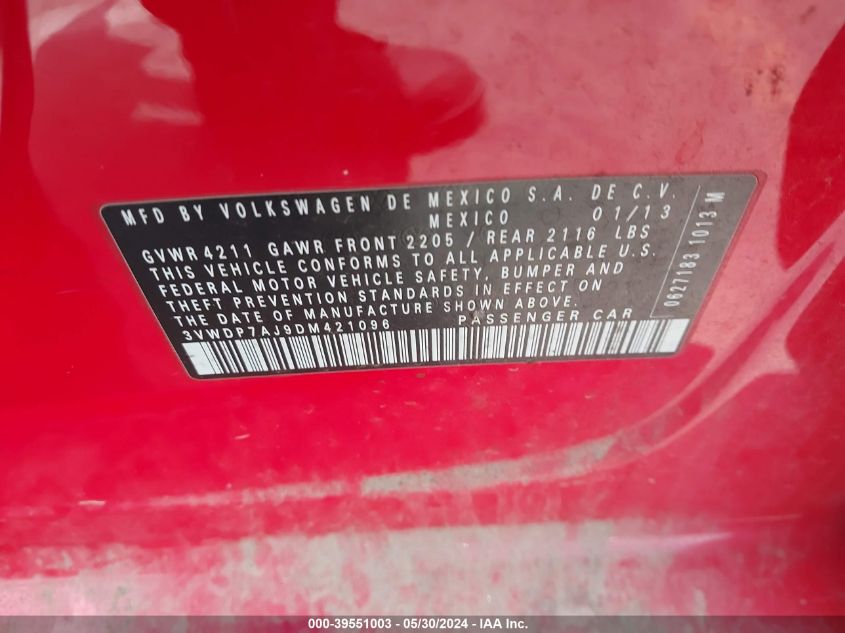 MFD BY VOLKSWAGEN DE MEXICO S.A. DE C.V.
MEXICO 01/13
GVWR 4211 GAWR FRONT 2205 / REAR 2116 LBS
THIS VEHICLE CONFORMS TO ALL APPLICABLE U.S.
FEDERAL MOTOR VEHICLE SAFETY, BUMPER AND
THEFT PREVENTION STANDARDS IN EFFECT ON
THE DATE OF MANUFACTURE SHOWN ABOVE.
3VWDP7AJ9DM421096 PASSENGER CAR
0627183 1013 M
000-39551003 - 05/30/2024 - IAA Inc.